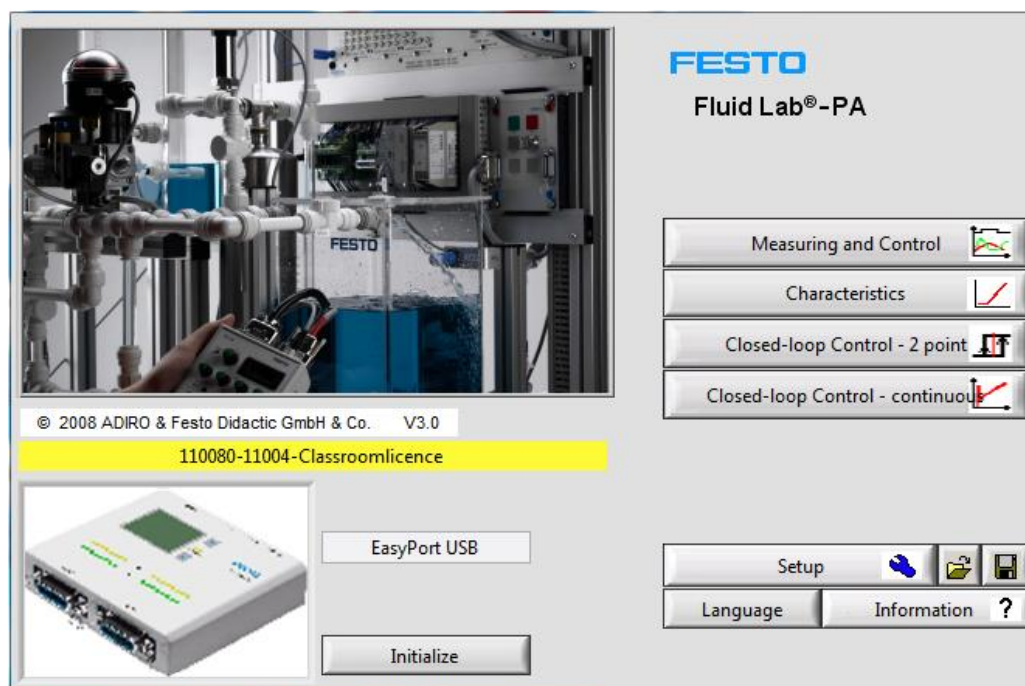 FESTO
Fluid Lab®-PA
FESTO
Measuring and Control
Characteristics
Closed-loop Control - 2 point
Closed-loop Control - continuous
© 2008 ADIRO & Festo Didactic GmbH & Co. V3.0
110080-11004-Classroomlicence
EasyPort USB
Initialize
Setup
Language
Information ?